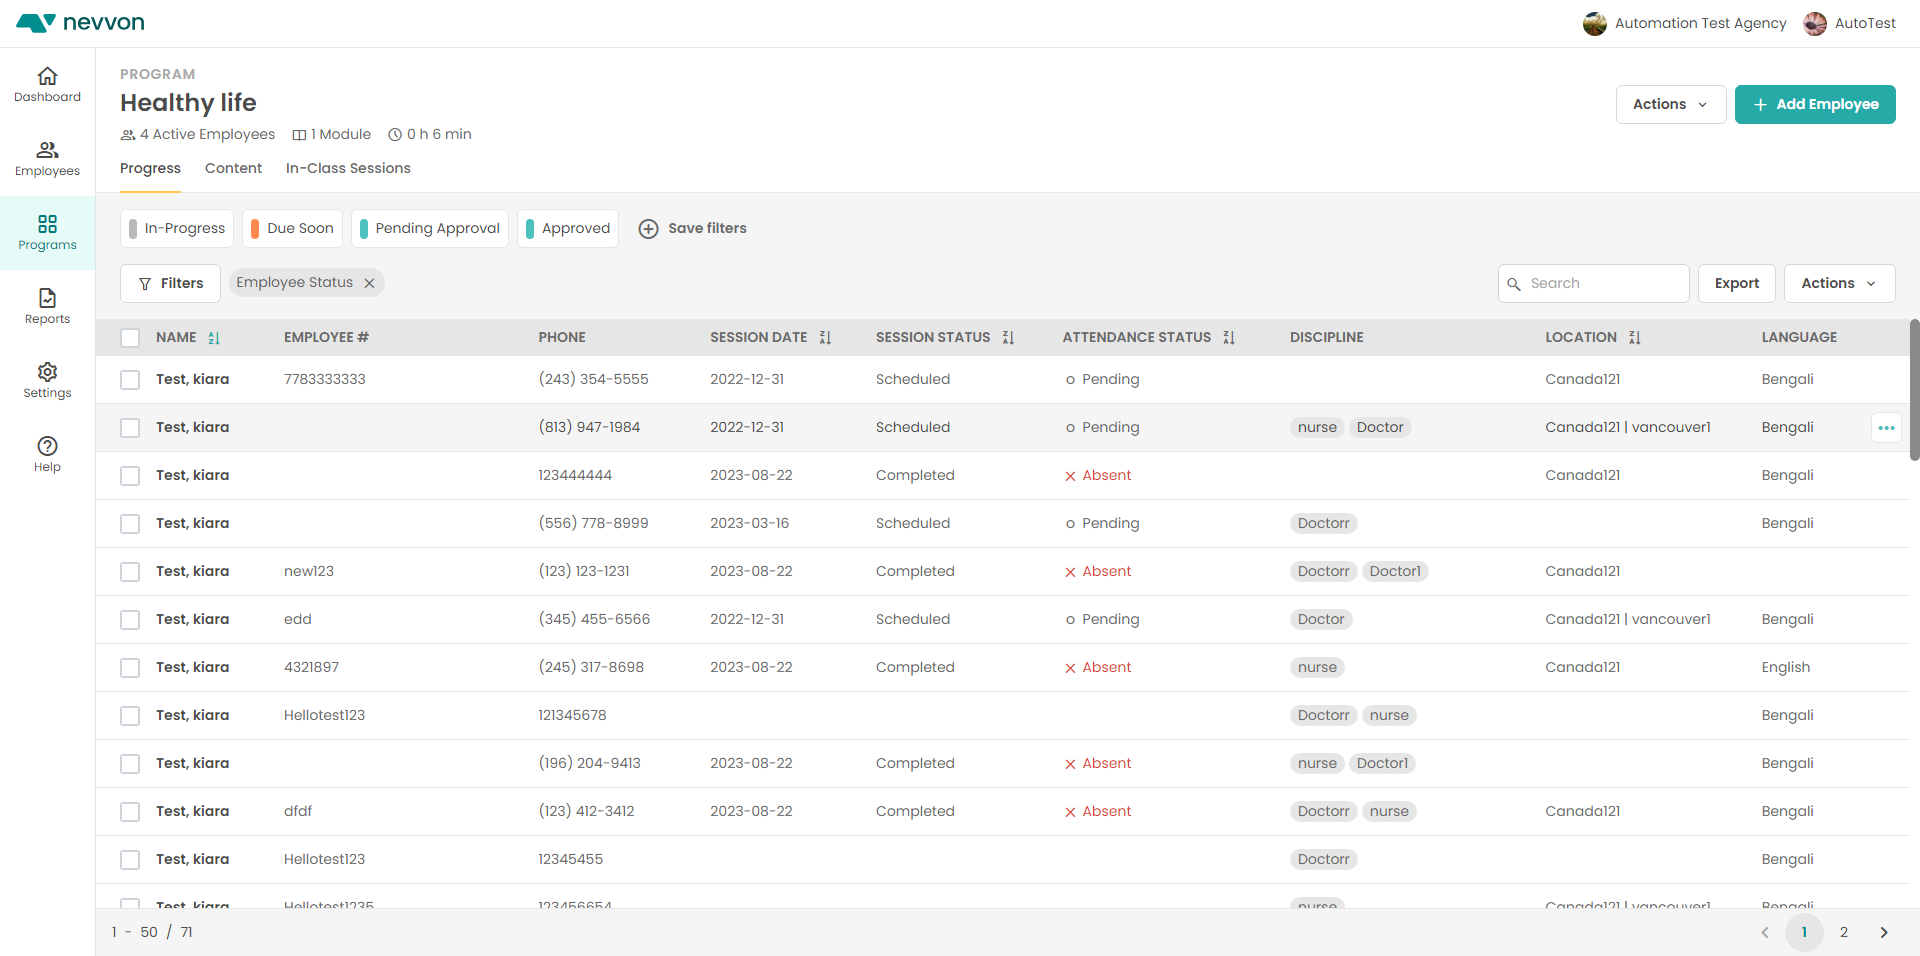 nevvon
Automation Test Agency AutoTest
Dashboard
Employees
Programs
Reports
Settings
Help
PROGRAM
Healthy life
4 Active Employees 1 Module 0 h 6 min
Actions + Add Employee
Progress Content In-Class Sessions
In-Progress Due Soon Pending Approval Approved Save filters
Filters Employee Status Search Export Actions
NAME EMPLOYEE # PHONE SESSION DATE SESSION STATUS ATTENDANCE STATUS DISCIPLINE LOCATION LANGUAGE
Test, kiara 7783333333 (243) 354-5555 2022-12-31 Scheduled Pending Canada121 Bengali
Test, kiara (813) 947-1984 2022-12-31 Scheduled Pending nurse Doctor Canada121 | vancouver1 Bengali
Test, kiara 123444444 2023-08-22 Completed Absent Canada121 Bengali
Test, kiara (556) 778-8999 2023-03-16 Scheduled Pending Doctorr Bengali
Test, kiara new123 (123) 123-1231 2023-08-22 Completed Absent Doctorr Doctor1 Canada121
Test, kiara edd (345) 455-6566 2022-12-31 Scheduled Pending Doctor Canada121 | vancouver1 Bengali
Test, kiara 4321897 (245) 317-8698 2023-08-22 Completed Absent nurse Canada121 English
Test, kiara Hellotest123 121345678 Doctorr nurse Bengali
Test, kiara (196) 204-9413 2023-08-22 Completed Absent nurse Doctor1 Bengali
Test, kiara dfdf (123) 412-3412 2023-08-22 Completed Absent Doctorr nurse Canada121 Bengali
Test, kiara Hellotest123 12345455 Doctorr Bengali
Test, kiara Hellotest1235 123456654 nurse Canada121 | vancouver1 Bengali
1 - 50 / 71 1 2